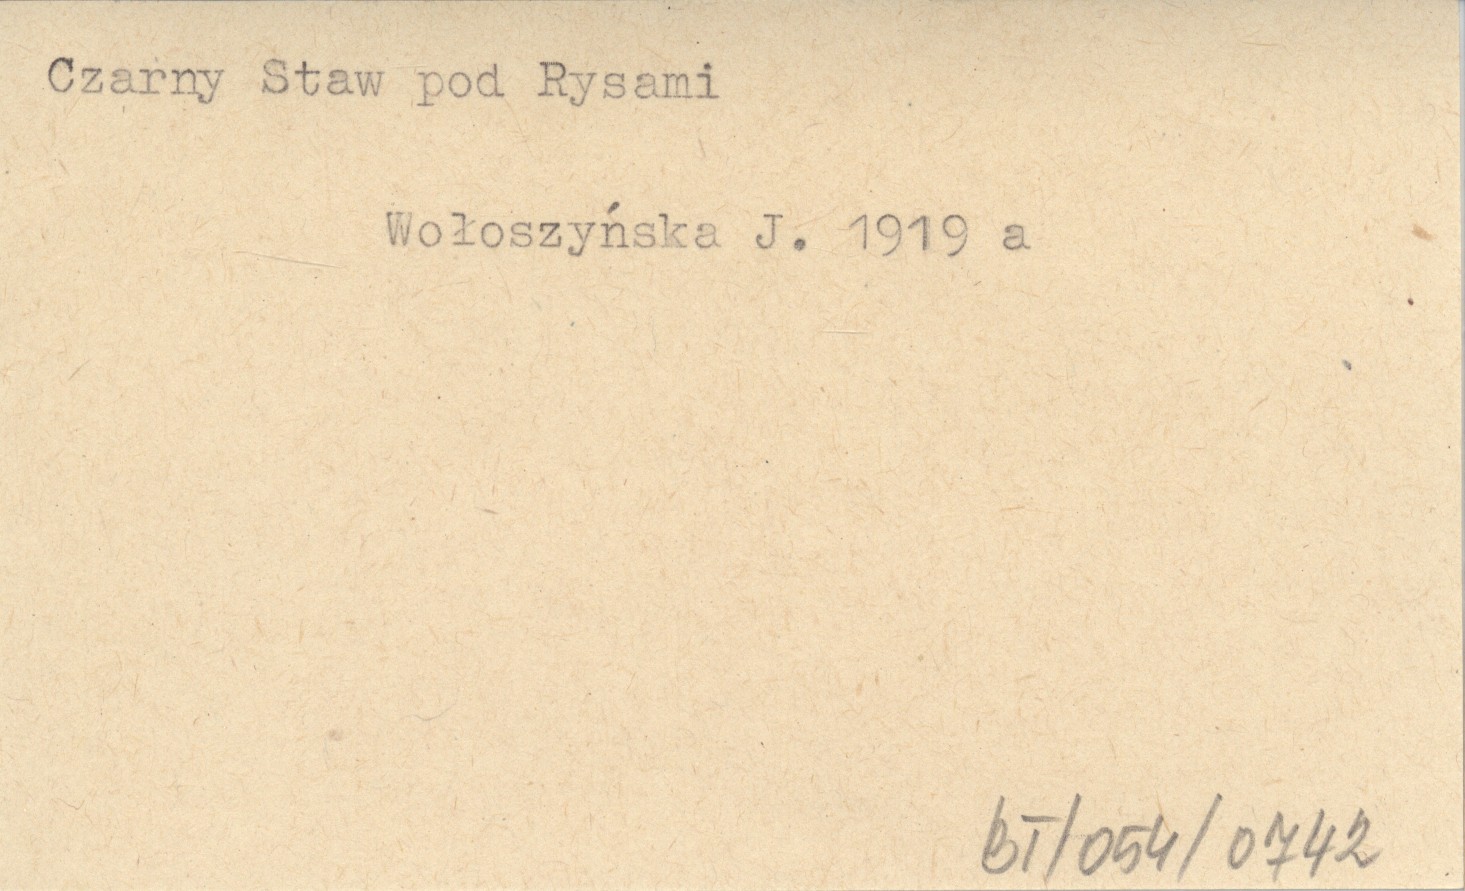 Czarny Staw pod Rysami
Wołoszyńska J. 1919 a
BT/054/0742